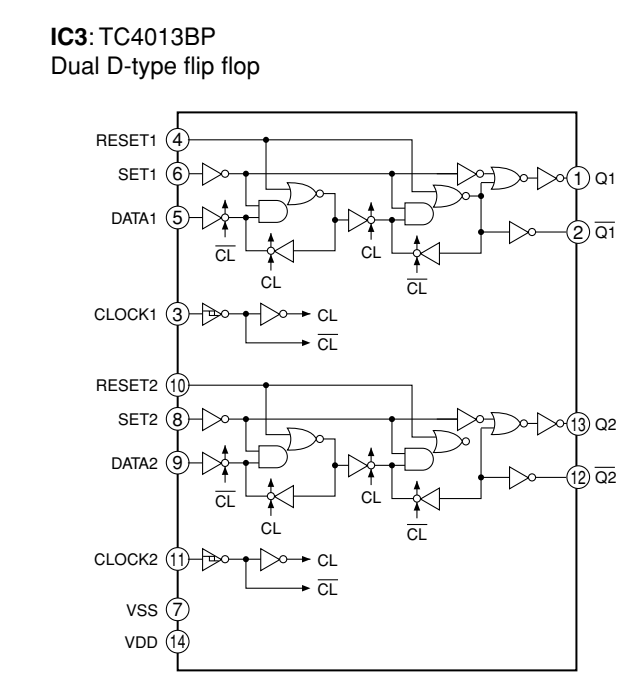 IC3: TC4013BP
Dual D-type flip flop
RESET1 4
SET1 6
1 Q1
DATA1 5
2 Q1
CL
CL
CL
CL
CLOCK1 3
CL
CL
RESET2 10
SET2 8
13 Q2
DATA2 9
12 Q2
CL
CL
CL
CL
CLOCK2 11
CL
CL
VSS 7
VDD 14